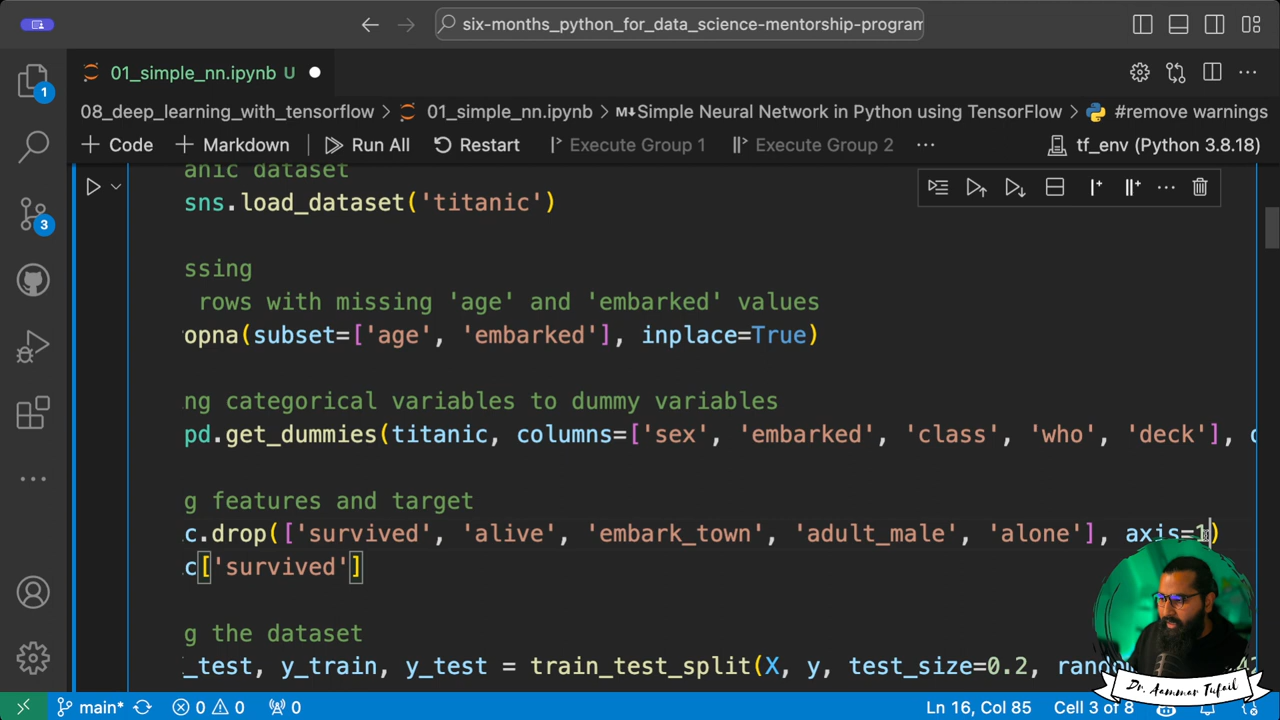 six-months_python_for_data_science-mentorship-program
01_simple_nn.ipynb U
1
08_deep_learning_with_tensorflow > 01_simple_nn.ipynb > M↓Simple Neural Network in Python using TensorFlow > #remove warnings
+ Code + Markdown Run All Restart Execute Group 1 Execute Group 2 ... tf_env (Python 3.8.18)
anic dataset
sns.load_dataset('titanic')
3
ssing
rows with missing 'age' and 'embarked' values
opna(subset=['age', 'embarked'], inplace=True)
ng categorical variables to dummy variables
pd.get_dummies(titanic, columns=['sex', 'embarked', 'class', 'who', 'deck'],
g features and target
c.drop(['survived', 'alive', 'embark_town', 'adult_male', 'alone'], axis=1)
c['survived']
g the dataset
_test, y_train, y_test = train_test_split(X, y, test_size=0.2,
Dr. Aammar Tufail
main* 0 0 0 Ln 16, Col 85 Cell 3 of 8